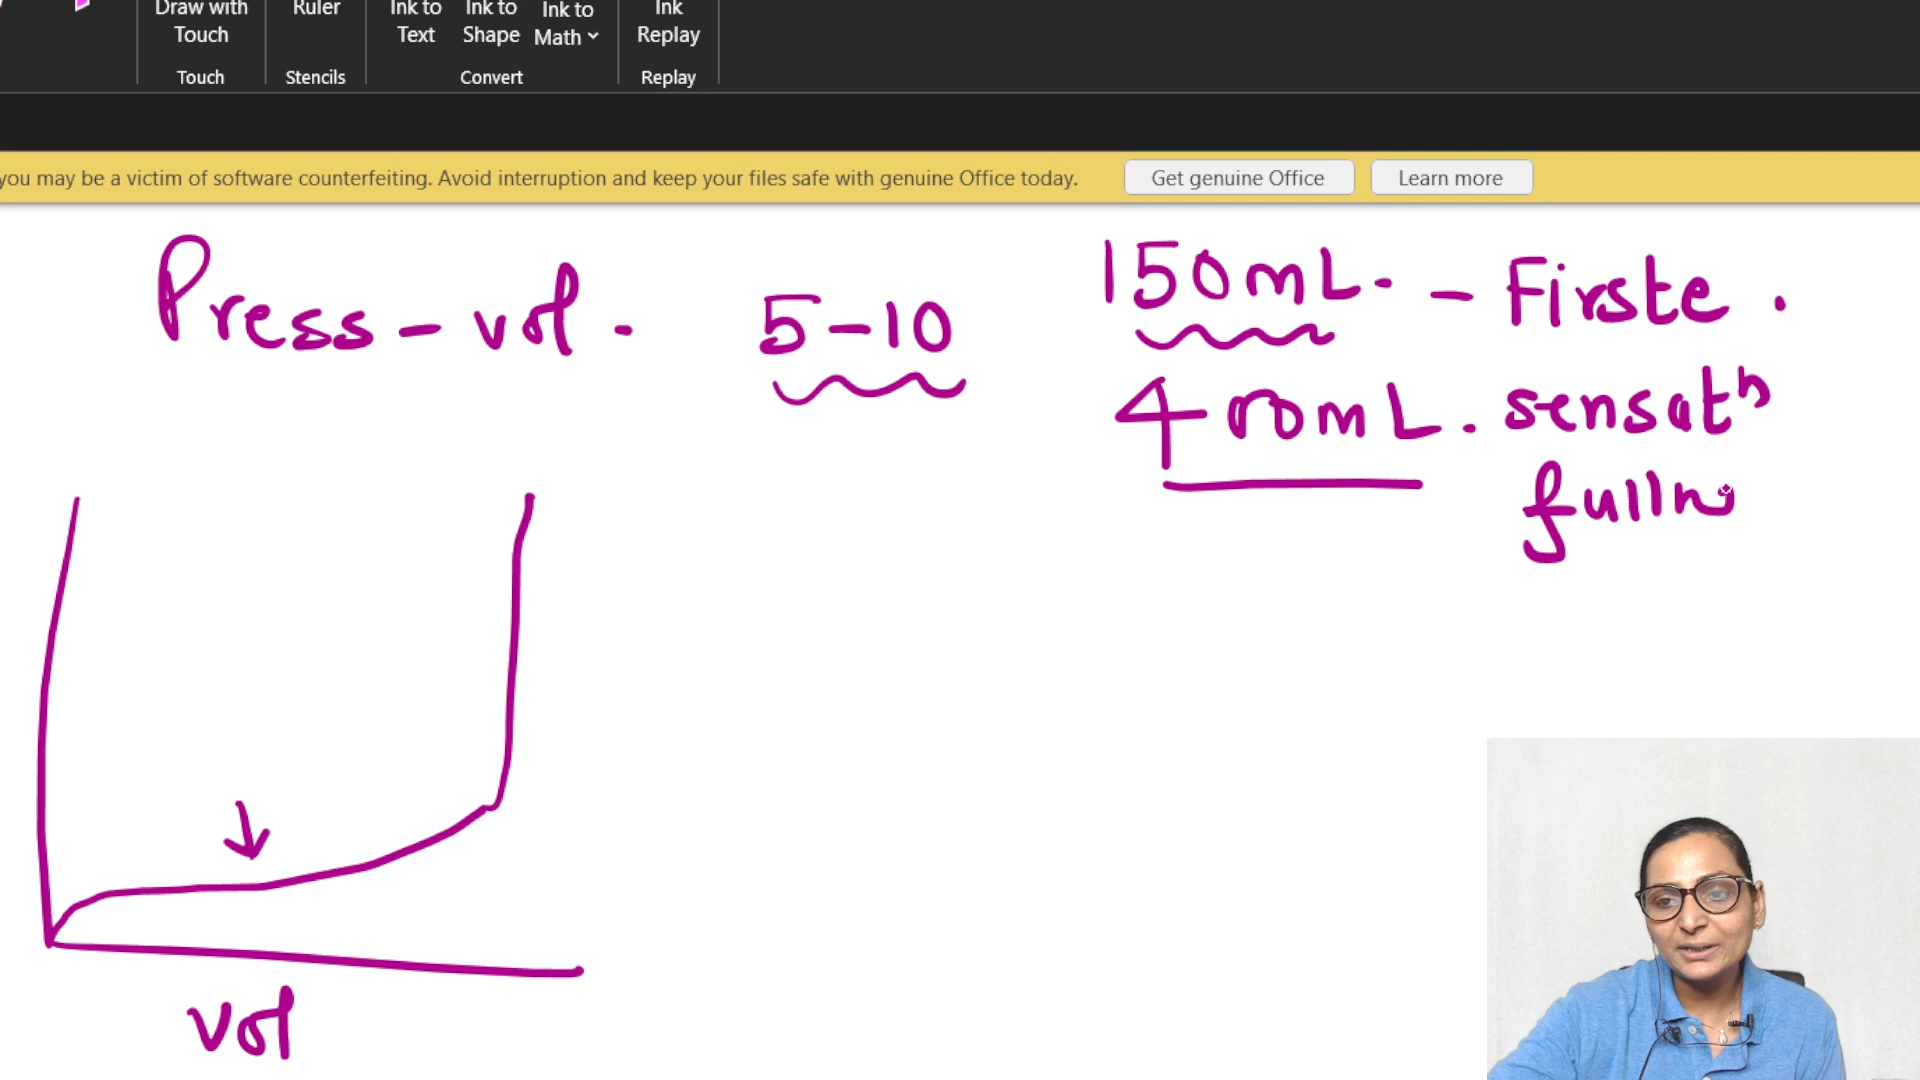 Draw with Touch
Touch
Ruler
Stencils
Ink to Text
Ink to Shape
Ink to Math
Convert
Ink Replay
Replay
you may be a victim of software counterfeiting. Avoid interruption and keep your files safe with genuine Office today.
Get genuine Office
Learn more
Press - vol.
5-10
150mL. - Firste.
400mL. sensatn
fulln
vol